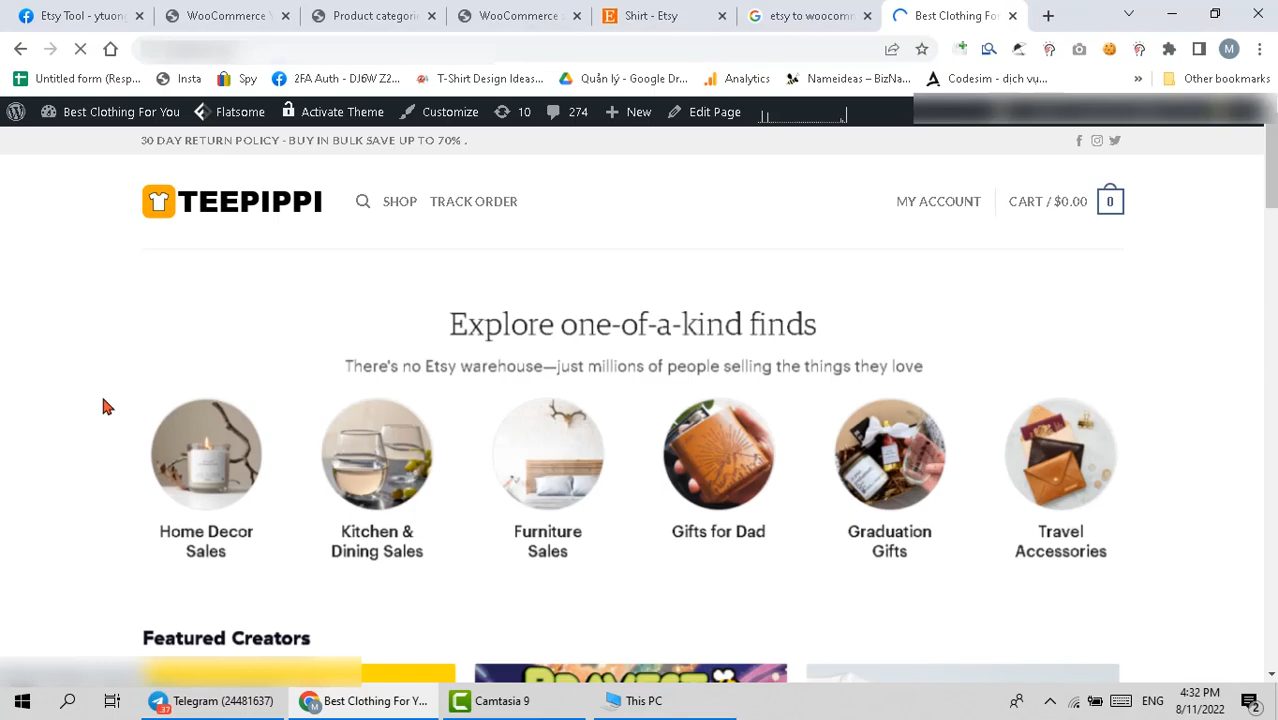 Etsy Tool - ytuong
WooCommerce Y
Product categori
WooCommerce s
Shirt - Etsy
etsy to woocomm
Best Clothing Fo
Untitled form (Resp...
Insta
Spy
2FA Auth - DJ6W Z2...
T-Shirt Design Ideas...
Quản lý - Google Dr...
Analytics
Nameideas – BizNa...
Codesim - dịch vụ...
»
Other bookmarks
Best Clothing For You
Flatsome
Activate Theme
Customize
10
274
New
Edit Page
30 DAY RETURN POLICY - BUY IN BULK SAVE UP TO 70% .
TEEPIPPI
SHOP
TRACK ORDER
MY ACCOUNT
CART / $0.00
0
Explore one-of-a-kind finds
There's no Etsy warehouse—just millions of people selling the things they love
Home Decor
Sales
Kitchen &
Dining Sales
Furniture
Sales
Gifts for Dad
Graduation
Gifts
Travel
Accessories
Featured Creators
Telegram (24481637)
Best Clothing For Y...
Camtasia 9
This PC
ENG
4:32 PM
8/11/2022